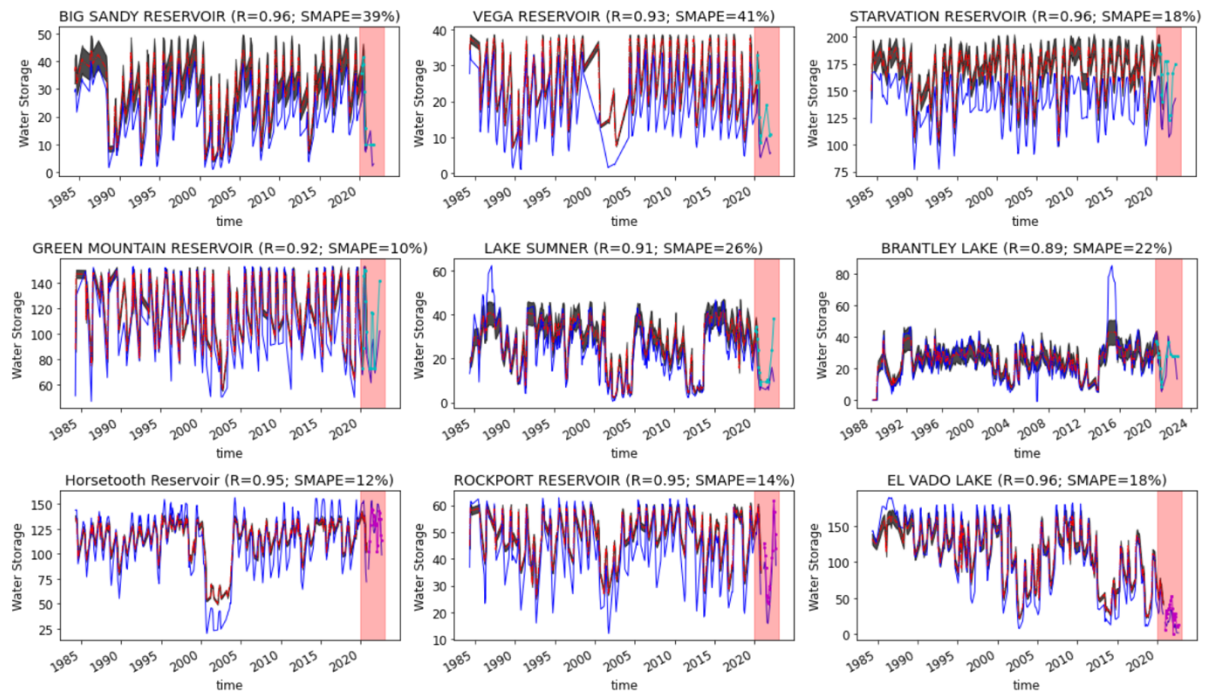 BIG SANDY RESERVOIR (R=0.96; SMAPE=39%)
Water Storage
50
40
30
20
10
0
1985 1990 1995 2000 2005 2010 2015 2020
time
VEGA RESERVOIR (R=0.93; SMAPE=41%)
Water Storage
40
30
20
10
0
1985 1990 1995 2000 2005 2010 2015 2020
time
STARVATION RESERVOIR (R=0.96; SMAPE=18%)
Water Storage
200
175
150
125
100
75
1985 1990 1995 2000 2005 2010 2015 2020
time
GREEN MOUNTAIN RESERVOIR (R=0.92; SMAPE=10%)
Water Storage
140
120
100
80
60
1985 1990 1995 2000 2005 2010 2015 2020
time
LAKE SUMNER (R=0.91; SMAPE=26%)
Water Storage
60
40
20
0
1985 1990 1995 2000 2005 2010 2015 2020
time
BRANTLEY LAKE (R=0.89; SMAPE=22%)
Water Storage
80
60
40
20
0
1988 1992 1996 2000 2004 2008 2012 2016 2020 2024
time
Horsetooth Reservoir (R=0.95; SMAPE=12%)
Water Storage
150
125
100
75
50
25
1985 1990 1995 2000 2005 2010 2015 2020
time
ROCKPORT RESERVOIR (R=0.95; SMAPE=14%)
Water Storage
60
50
40
30
20
10
1985 1990 1995 2000 2005 2010 2015 2020
time
EL VADO LAKE (R=0.96; SMAPE=18%)
Water Storage
150
100
50
0
1985 1990 1995 2000 2005 2010 2015 2020
time